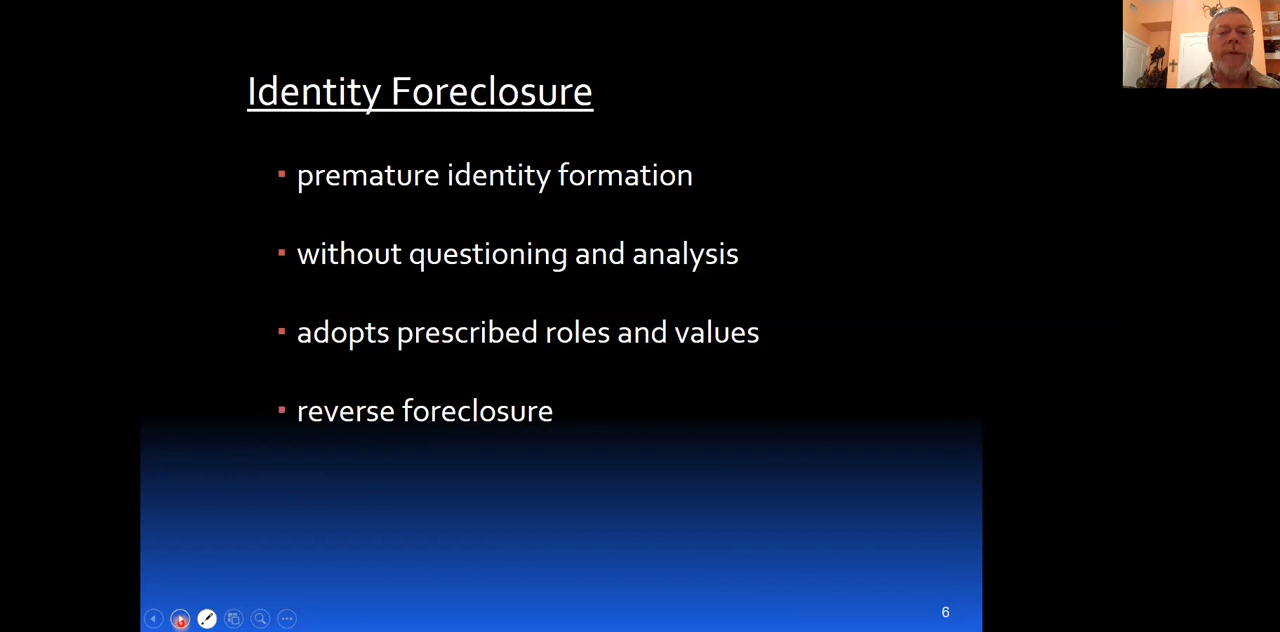 Identity Foreclosure
▪ premature identity formation
▪ without questioning and analysis
▪ adopts prescribed roles and values
▪ reverse foreclosure
6